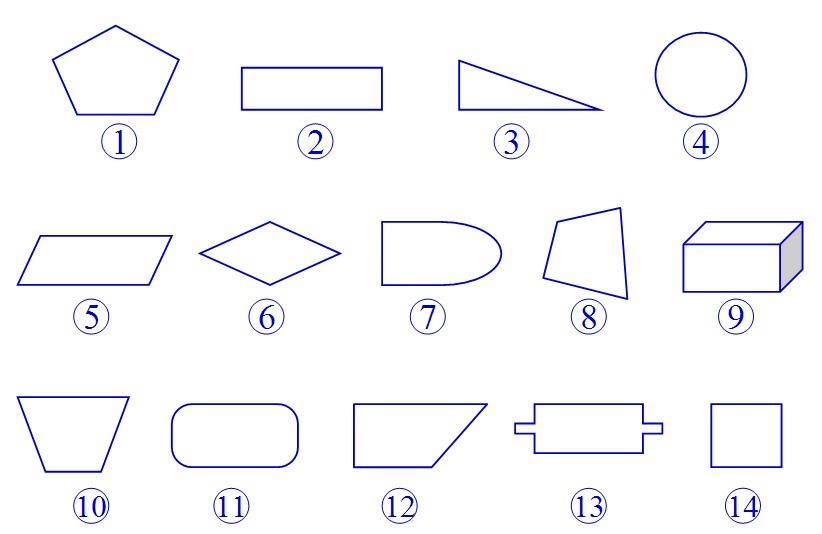 ① ② ③ ④
⑤ ⑥ ⑦ ⑧ ⑨
⑩ ⑪ ⑫ ⑬ ⑭